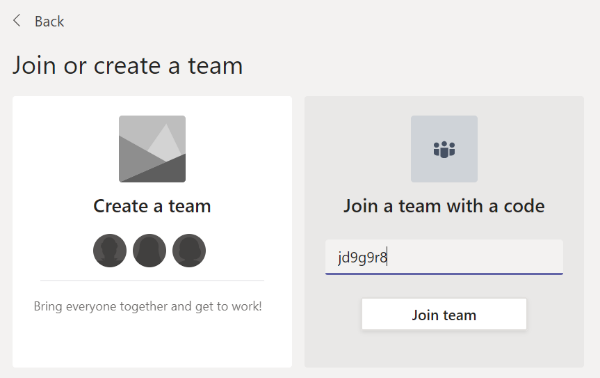 Back
Join or create a team
Create a team
Bring everyone together and get to work!
Join a team with a code
jd9g9r8
Join team